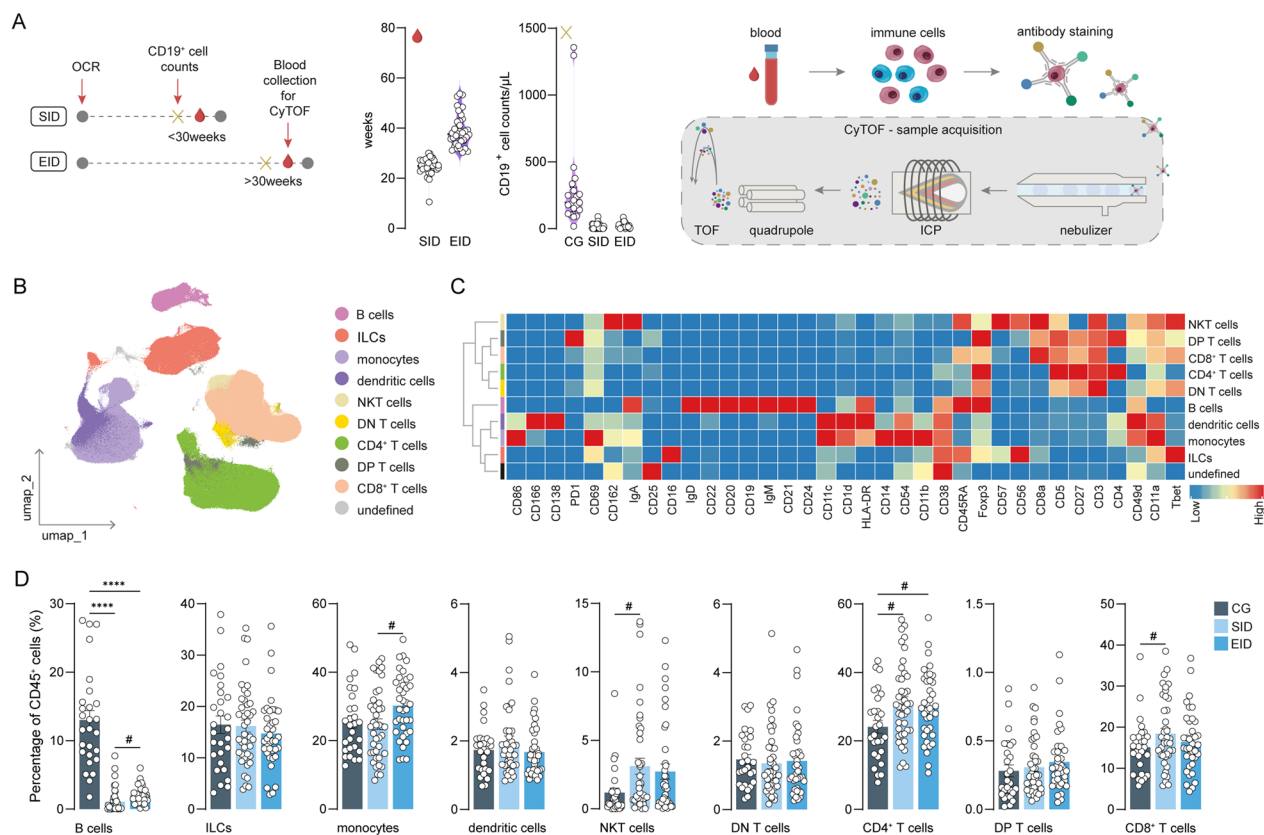 A
OCR
CD19⁺ cell
counts
Blood
collection
for
CyTOF
SID
<30weeks
EID
>30weeks
weeks
80
60
40
20
0
SID EID
CD19⁺ cell counts/μL
1500
1000
500
0
CG SID EID
blood
immune cells
antibody staining
CyTOF - sample acquisition
TOF
quadrupole
ICP
nebulizer
B
umap_2
umap_1
B cells
ILCs
monocytes
dendritic cells
NKT cells
DN T cells
CD4⁺ T cells
DP T cells
CD8⁺ T cells
undefined
C
NKT cells
DP T cells
CD8⁺ T cells
CD4⁺ T cells
DN T cells
B cells
dendritic cells
monocytes
ILCs
undefined
CD86
CD166
CD138
PD1
CD69
CD162
IgA
CD25
CD16
IgD
CD22
CD20
CD19
IgM
CD21
CD24
CD11c
CD1d
HLA-DR
CD14
CD54
CD11b
CD38
CD45RA
Foxp3
CD57
CD56
CD8a
CD5
CD27
CD3
CD4
CD49d
CD11a
Tbet
Low
High
D
Percentage of CD45⁺ cells (%)
****
****
#
30
20
10
0
B cells
40
30
20
10
0
ILCs
#
60
40
20
0
monocytes
6
4
2
0
dendritic cells
#
15
10
5
0
NKT cells
6
4
2
0
DN T cells
#
#
60
40
20
0
CD4⁺ T cells
1.5
1.0
0.5
0.0
DP T cells
#
50
40
30
20
10
0
CD8⁺ T cells
CG
SID
EID